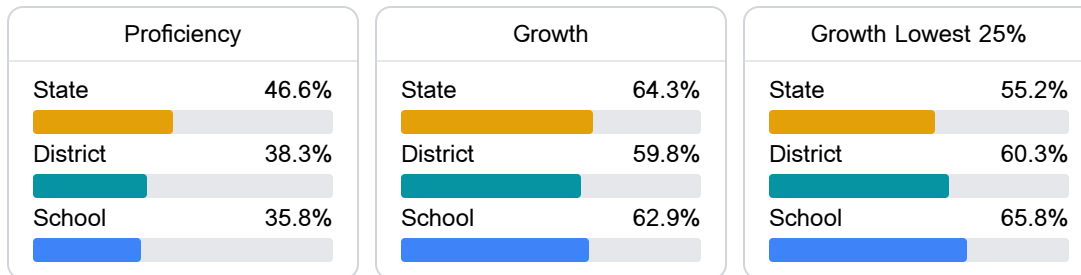 Proficiency
State 46.6%
District 38.3%
School 35.8%
Growth
State 64.3%
District 59.8%
School 62.9%
Growth Lowest 25%
State 55.2%
District 60.3%
School 65.8%